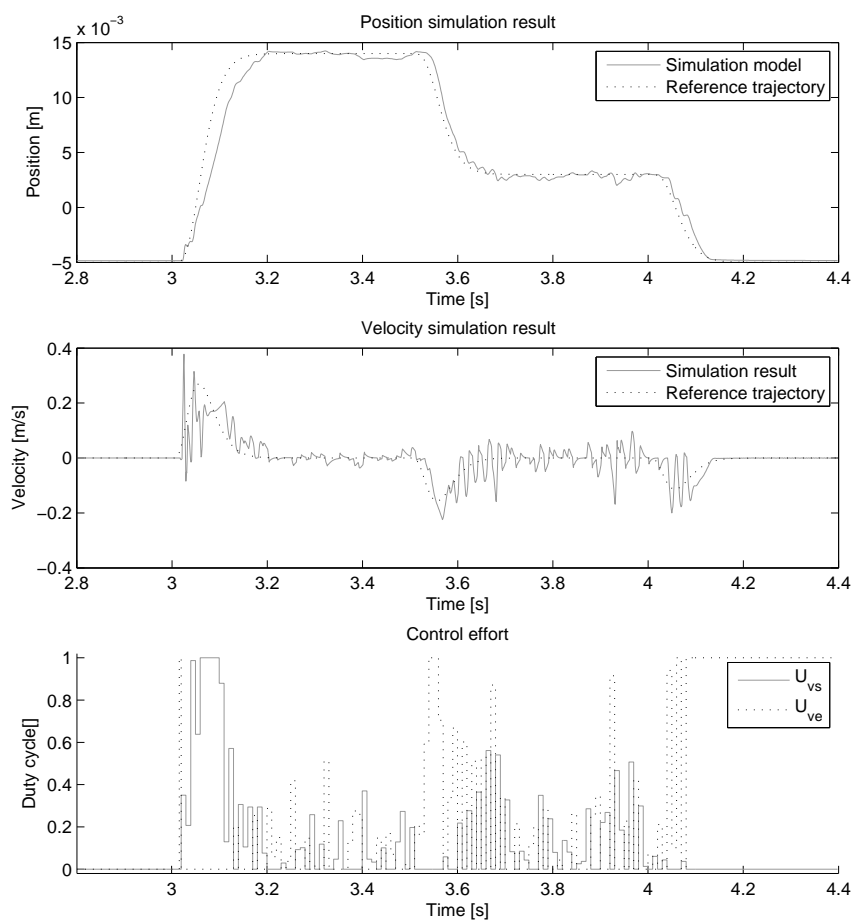 Position simulation result
x 10⁻³
15
10
5
0
−5
Position [m]
Simulation model
Reference trajectory
2.8 3 3.2 3.4 3.6 3.8 4 4.2 4.4
Time [s]
Velocity simulation result
0.4
0.2
0
−0.2
−0.4
Velocity [m/s]
Simulation result
Reference trajectory
2.8 3 3.2 3.4 3.6 3.8 4 4.2 4.4
Time [s]
Control effort
1
0.8
0.6
0.4
0.2
0
Duty cycle[]
U_vs
U_ve
3 3.2 3.4 3.6 3.8 4 4.2 4.4
Time [s]